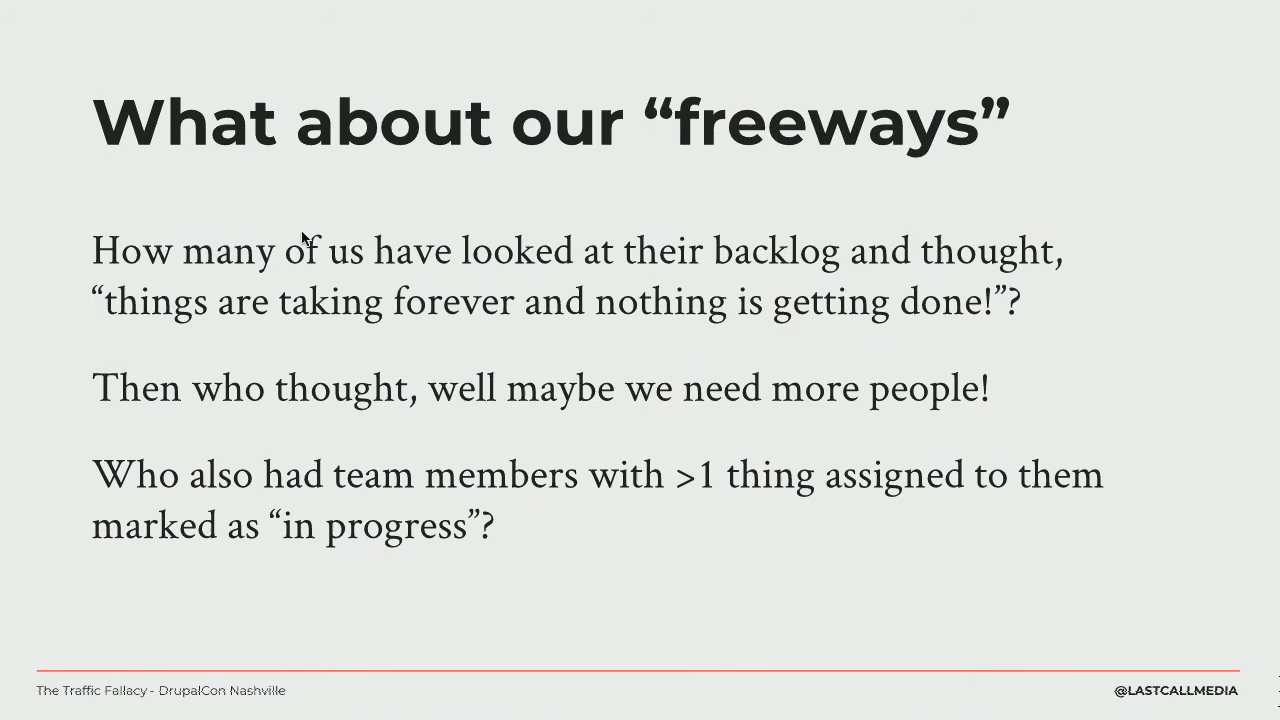 What about our “freeways”
How many of us have looked at their backlog and thought,
“things are taking forever and nothing is getting done!”?
Then who thought, well maybe we need more people!
Who also had team members with >1 thing assigned to them
marked as “in progress”?
The Traffic Fallacy - DrupalCon Nashville
@LASTCALLMEDIA